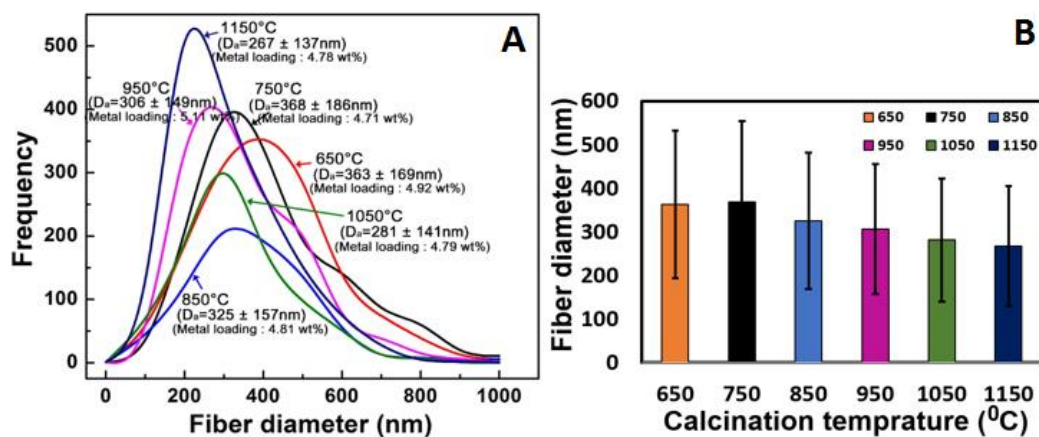 A
1150°C
(Da=267 ± 137nm)
(Metal loading : 4.78 wt%)
950°C
(Da=306 ± 149nm)
(Metal loading : 5.11 wt%)
750°C
(Da=368 ± 186nm)
(Metal loading : 4.71 wt%)
650°C
(Da=363 ± 169nm)
(Metal loading : 4.92 wt%)
1050°C
(Da=281 ± 141nm)
(Metal loading : 4.79 wt%)
850°C
(Da=325 ± 157nm)
(Metal loading : 4.81 wt%)
Frequency
500
400
300
200
100
0
0 200 400 600 800 1000
Fiber diameter (nm)
B
650 750 850
950 1050 1150
Fiber diameter (nm)
600
500
400
300
200
100
0
650 750 850 950 1050 1150
Calcination temprature (⁰C)